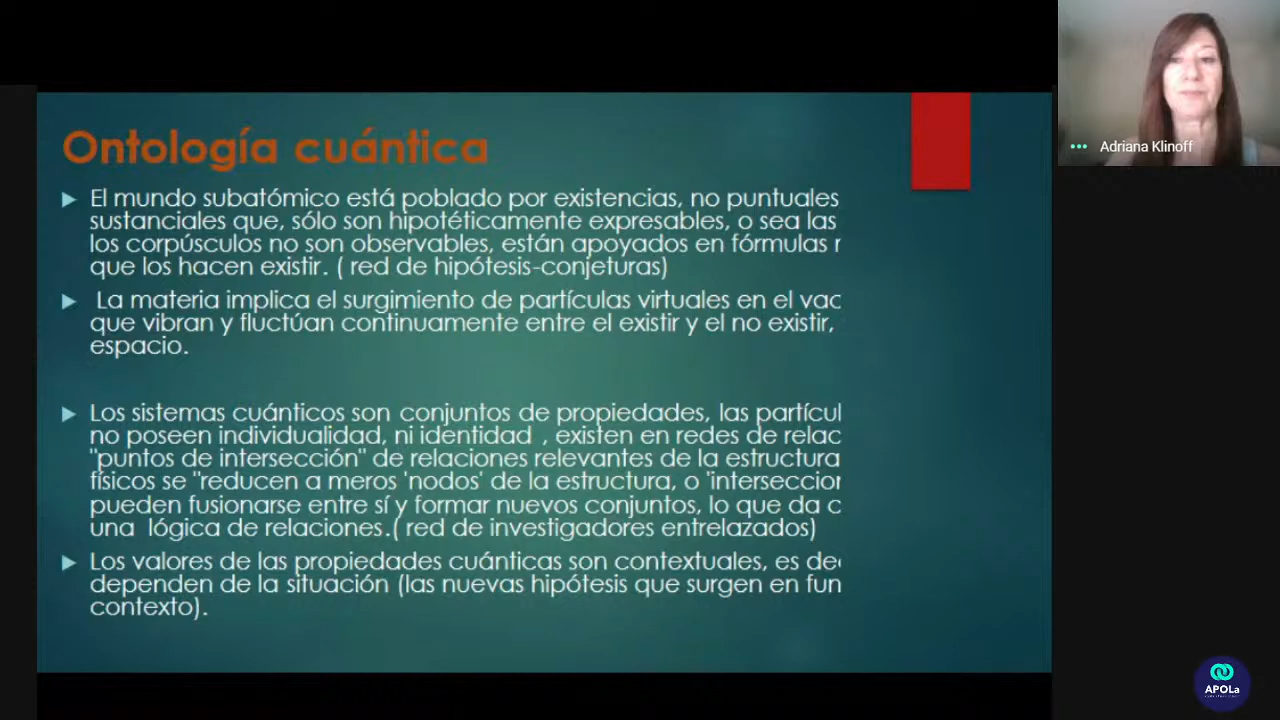 Ontología cuántica
El mundo subatómico está poblado por existencias, no puntuales
sustanciales que, sólo son hipotéticamente expresables, o sea las
los corpúsculos no son observables, están apoyados en fórmulas
que los hacen existir. ( red de hipótesis-conjeturas)
La materia implica el surgimiento de partículas virtuales en el
que vibran y fluctúan continuamente entre el existir y el no existir,
espacio.
Los sistemas cuánticos son conjuntos de propiedades, las
no poseen individualidad, ni identidad , existen en redes de
"puntos de intersección" de relaciones relevantes de la estructura
físicos se "reducen a meros 'nodos' de la estructura, o
pueden fusionarse entre sí y formar nuevos conjuntos, lo que da
una lógica de relaciones.( red de investigadores entrelazados)
Los valores de las propiedades cuánticas son contextuales, es
dependen de la situación (las nuevas hipótesis que surgen en
contexto).
Adriana Klinoff
APOLa